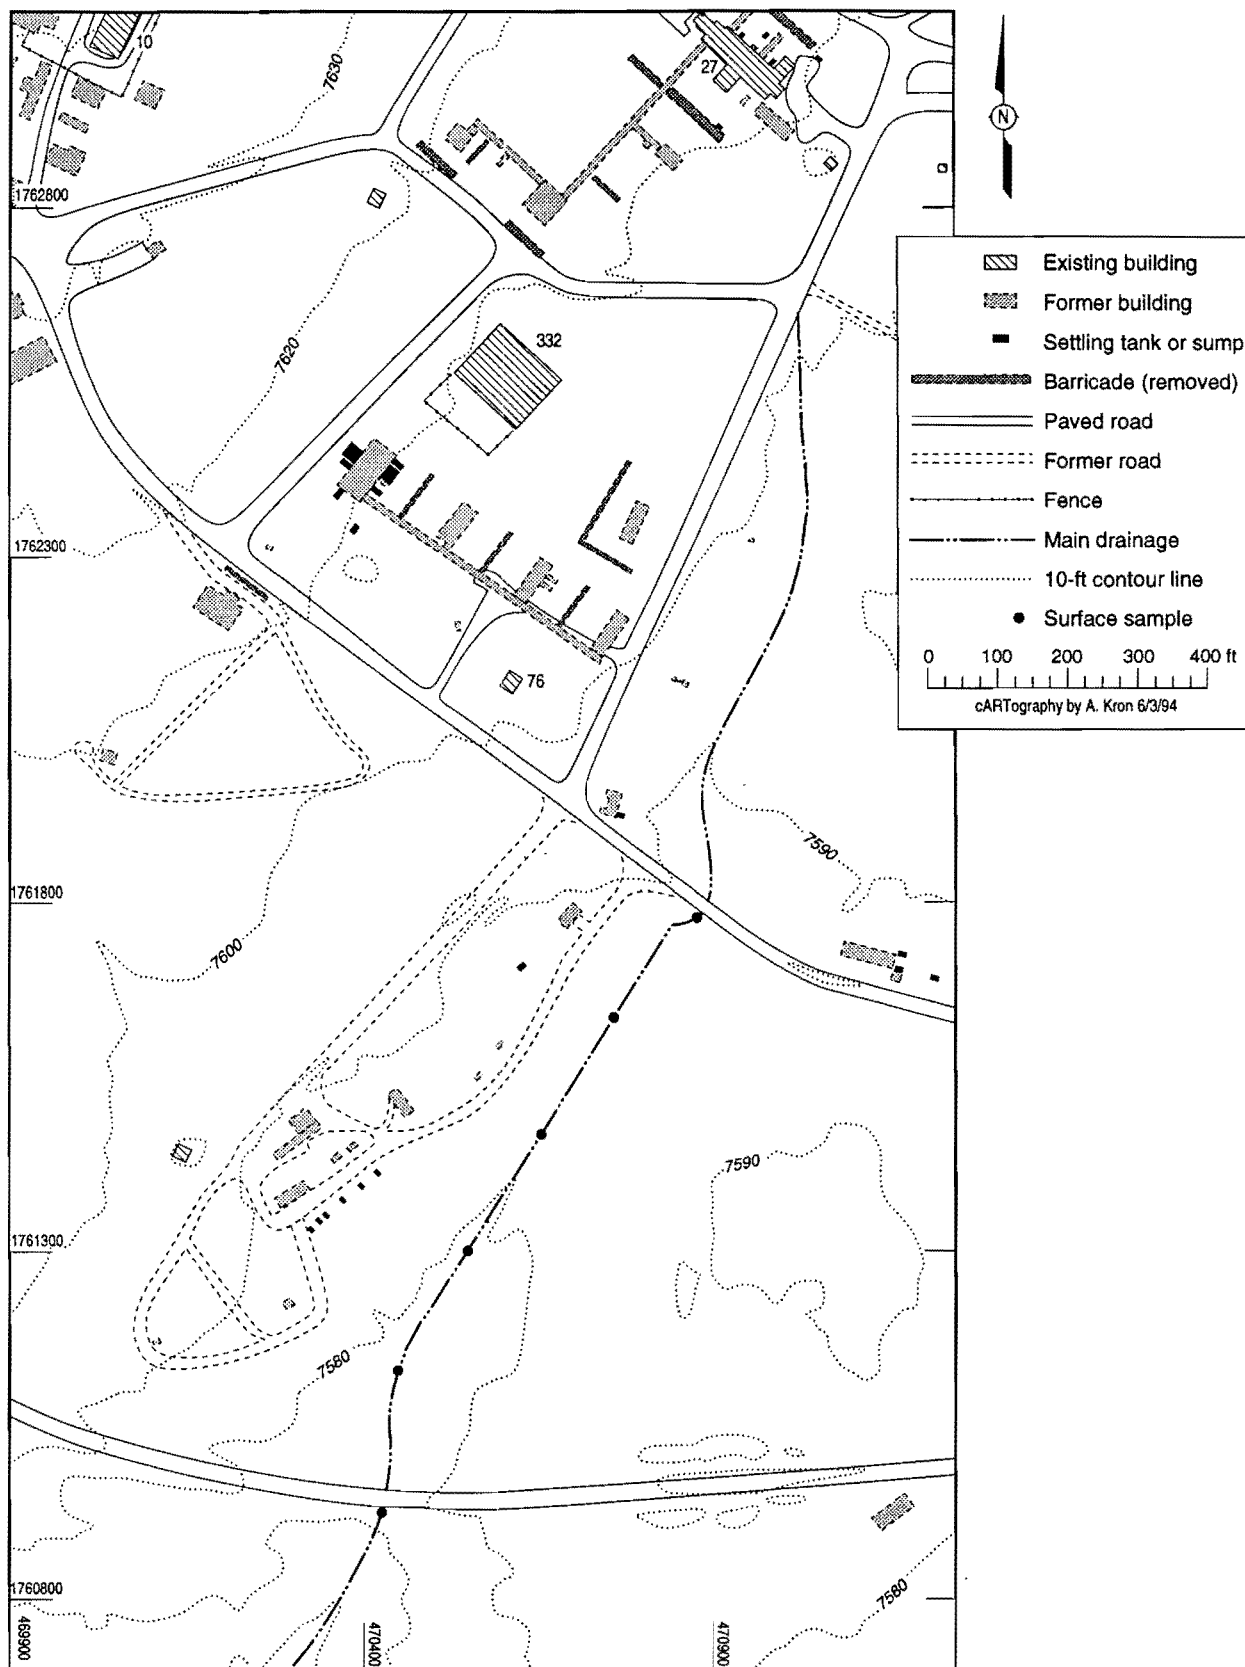 10
7630
27
N
1762800
Existing building
Former building
Settling tank or sump
Barricade (removed)
Paved road
Former road
Fence
Main drainage
10-ft contour line
Surface sample
0 100 200 300 400 ft
cARTography by A. Kron 6/3/94
332
7620
1762300
76
7590
1761800
7600
7590
1761300
7580
1760800
7580
469900
470400
470900